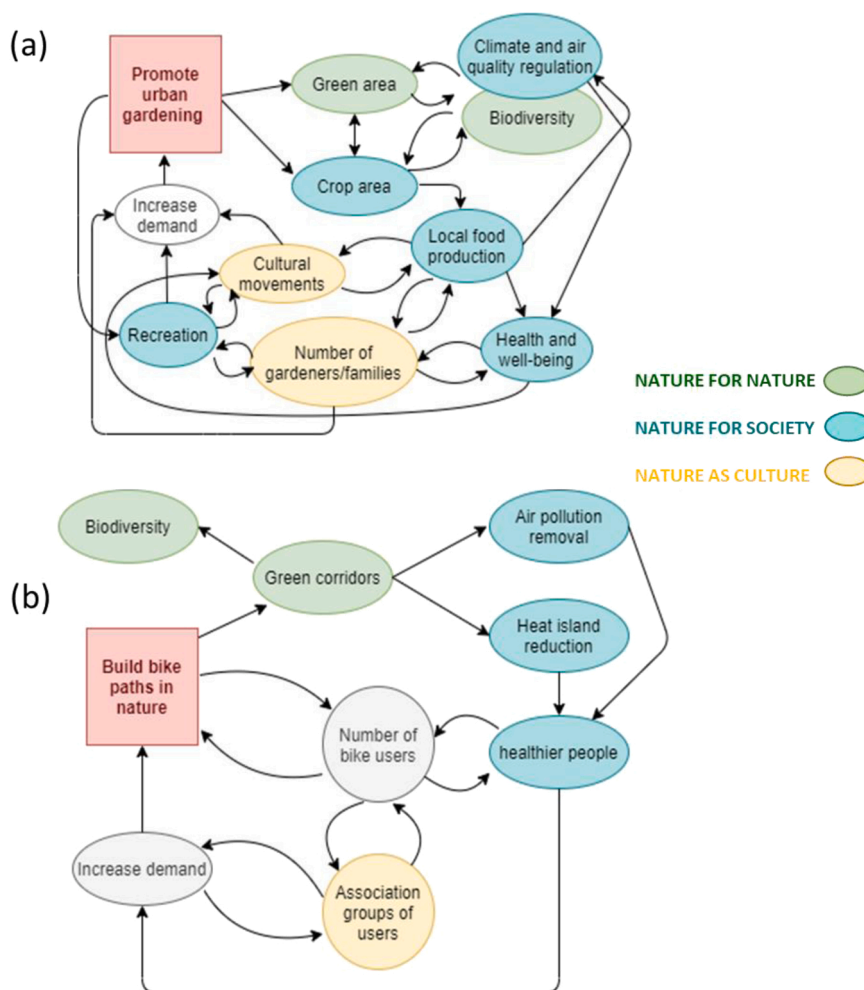 (a)
Promote
urban
gardening
Green area
Climate and air
quality regulation
Biodiversity
Crop area
Increase
demand
Local food
production
Cultural
movements
Recreation
Number of
gardeners/families
Health and
well-being
NATURE FOR NATURE
NATURE FOR SOCIETY
NATURE AS CULTURE
(b)
Biodiversity
Green corridors
Air pollution
removal
Heat island
reduction
Build bike
paths in
nature
Number of
bike users
healthier people
Increase demand
Association
groups of
users